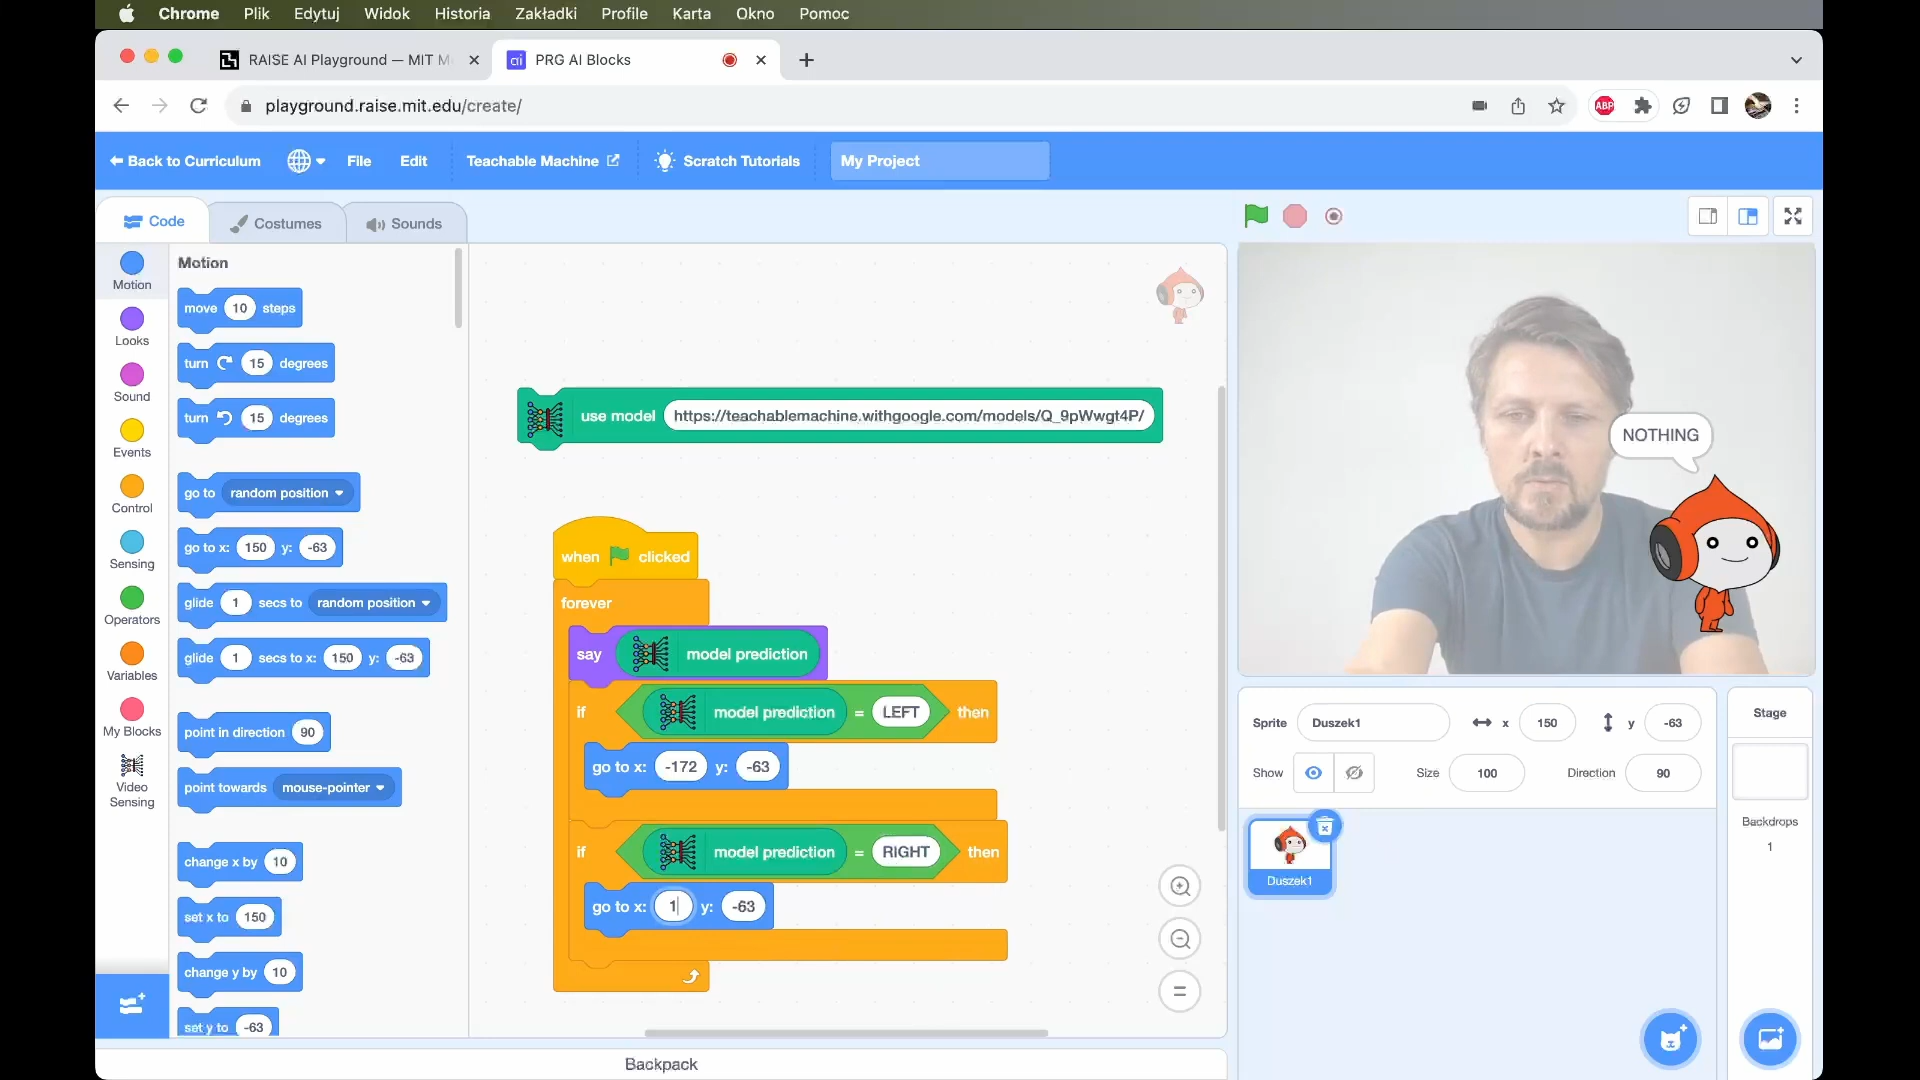 Chrome Plik Edytuj Widok Historia Zakładki Profile Karta Okno Pomoc
RAISE AI Playground — MIT M
PRG AI Blocks
playground.raise.mit.edu/create/
ABP
Back to Curriculum File Edit Teachable Machine Scratch Tutorials My Project
Code Costumes Sounds
Motion
Looks
Sound
Events
Control
Sensing
Operators
Variables
My Blocks
Video
Sensing
Motion
move 10 steps
turn 15 degrees
turn 15 degrees
go to random position
go to x: 150 y: -63
glide 1 secs to random position
glide 1 secs to x: 150 y: -63
point in direction 90
point towards mouse-pointer
change x by 10
set x to 150
change y by 10
set y to -63
use model https://teachablemachine.withgoogle.com/models/Q_9pWwgt4P/
when clicked
forever
say model prediction
if model prediction = LEFT then
go to x: -172 y: -63
if model prediction = RIGHT then
go to x: 1 y: -63
NOTHING
Sprite Duszek1 x 150 y -63
Show Size 100 Direction 90
Duszek1
Stage
Backdrops
1
Backpack